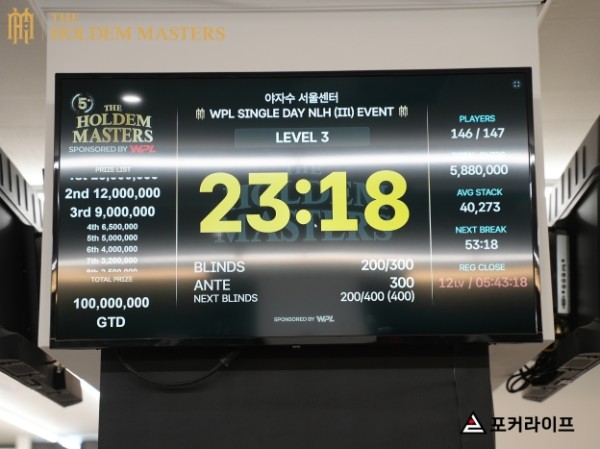 THE
HOLDEM MASTERS
5th
THE
HOLDEM
MASTERS
SPONSORED BY WPL
야자수 서울센터
WPL SINGLE DAY NLH (III) EVENT
LEVEL 3
23:18
PRIZE LIST
2nd 12,000,000
3rd 9,000,000
4th 6,500,000
5th 5,000,000
6th 4,000,000
7th 3,200,000
8th 2,500,000
TOTAL PRIZE
100,000,000
GTD
BLINDS 200/300
ANTE 300
NEXT BLINDS 200/400 (400)
SPONSORED BY WPL
PLAYERS
146 / 147
5,880,000
AVG STACK
40,273
NEXT BREAK
53:18
REG CLOSE
12LV / 05:43:18
포커라이프